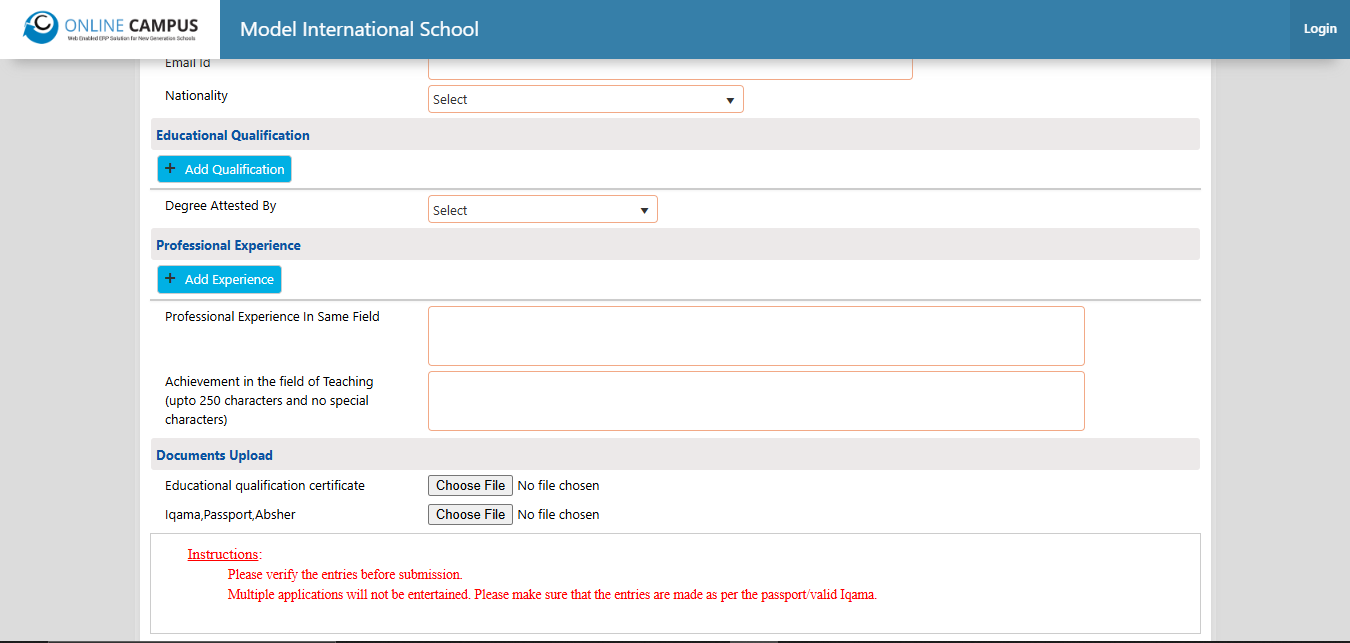 ONLINE CAMPUS
Web Enabled ERP Solution for New Generation Schools
Model International School
Login
Email Id
Nationality
Select
Educational Qualification
+ Add Qualification
Degree Attested By
Select
Professional Experience
+ Add Experience
Professional Experience In Same Field
Achievement in the field of Teaching
(upto 250 characters and no special
characters)
Documents Upload
Educational qualification certificate
Choose File No file chosen
Iqama,Passport,Absher
Choose File No file chosen
Instructions:
Please verify the entries before submission.
Multiple applications will not be entertained. Please make sure that the entries are made as per the passport/valid Iqama.